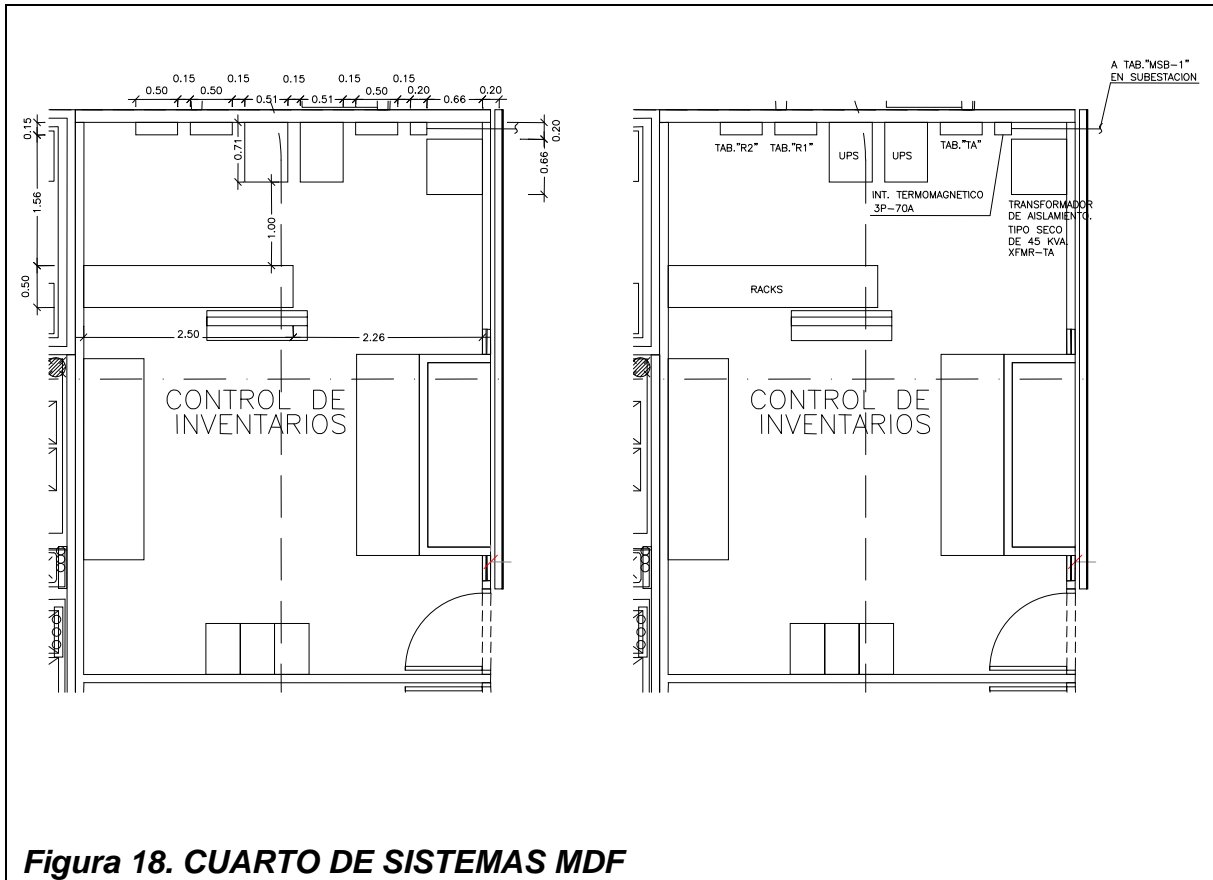 0.15 0.15 0.15 0.15 0.15
0.50 0.50 0.51 0.51 0.50 0.20 0.66 0.20
0.15
0.71
0.20
0.66
1.56
1.00
0.50
2.50 2.26
CONTROL DE
INVENTARIOS
A TAB."MSB-1"
EN SUBESTACION
TAB."R2"
TAB."R1"
UPS
UPS
TAB."TA"
INT. TERMOMAGNETICO
3P-70A
TRANSFORMADOR
DE AISLAMIENTO.
TIPO SECO
DE 45 KVA.
XFMR-TA
RACKS
CONTROL DE
INVENTARIOS
Figura 18. CUARTO DE SISTEMAS MDF